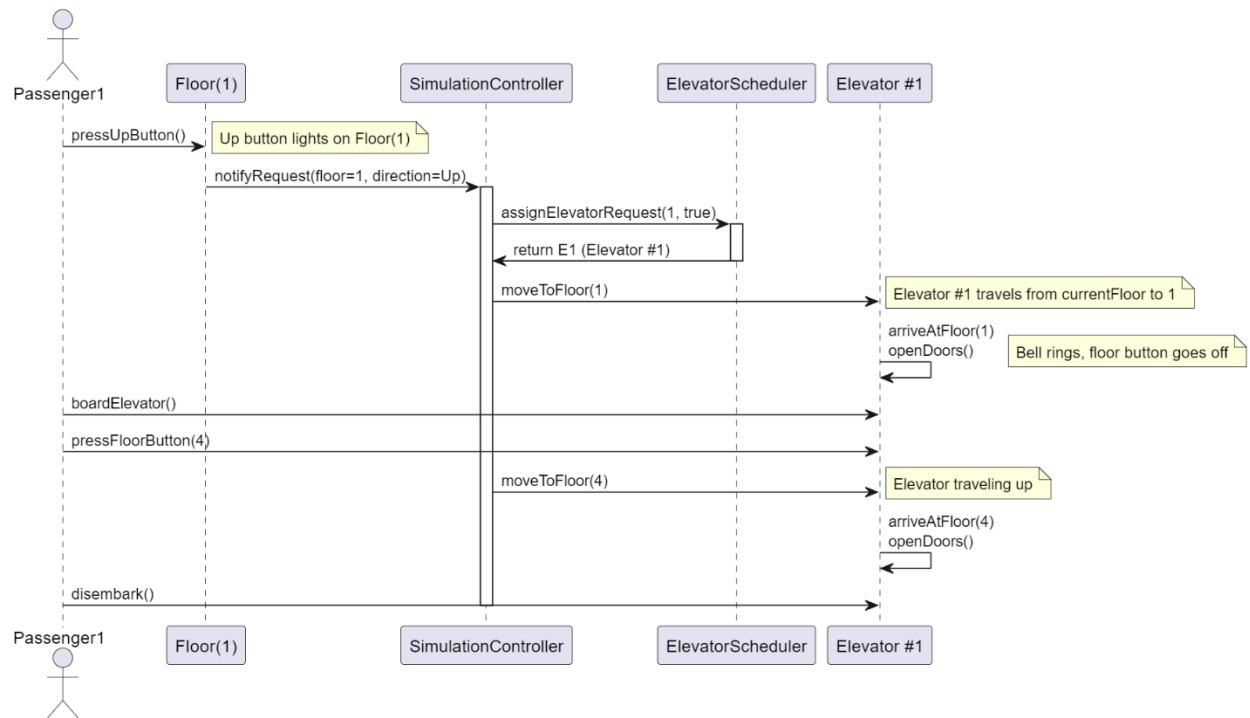 Passenger1
Floor(1)
SimulationController
ElevatorScheduler
Elevator #1
pressUpButton()
Up button lights on Floor(1)
notifyRequest(floor=1, direction=Up)
assignElevatorRequest(1, true)
return E1 (Elevator #1)
moveToFloor(1)
Elevator #1 travels from currentFloor to 1
arriveAtFloor(1)
openDoors()
Bell rings, floor button goes off
boardElevator()
pressFloorButton(4)
moveToFloor(4)
Elevator traveling up
arriveAtFloor(4)
openDoors()
disembark()
Passenger1
Floor(1)
SimulationController
ElevatorScheduler
Elevator #1